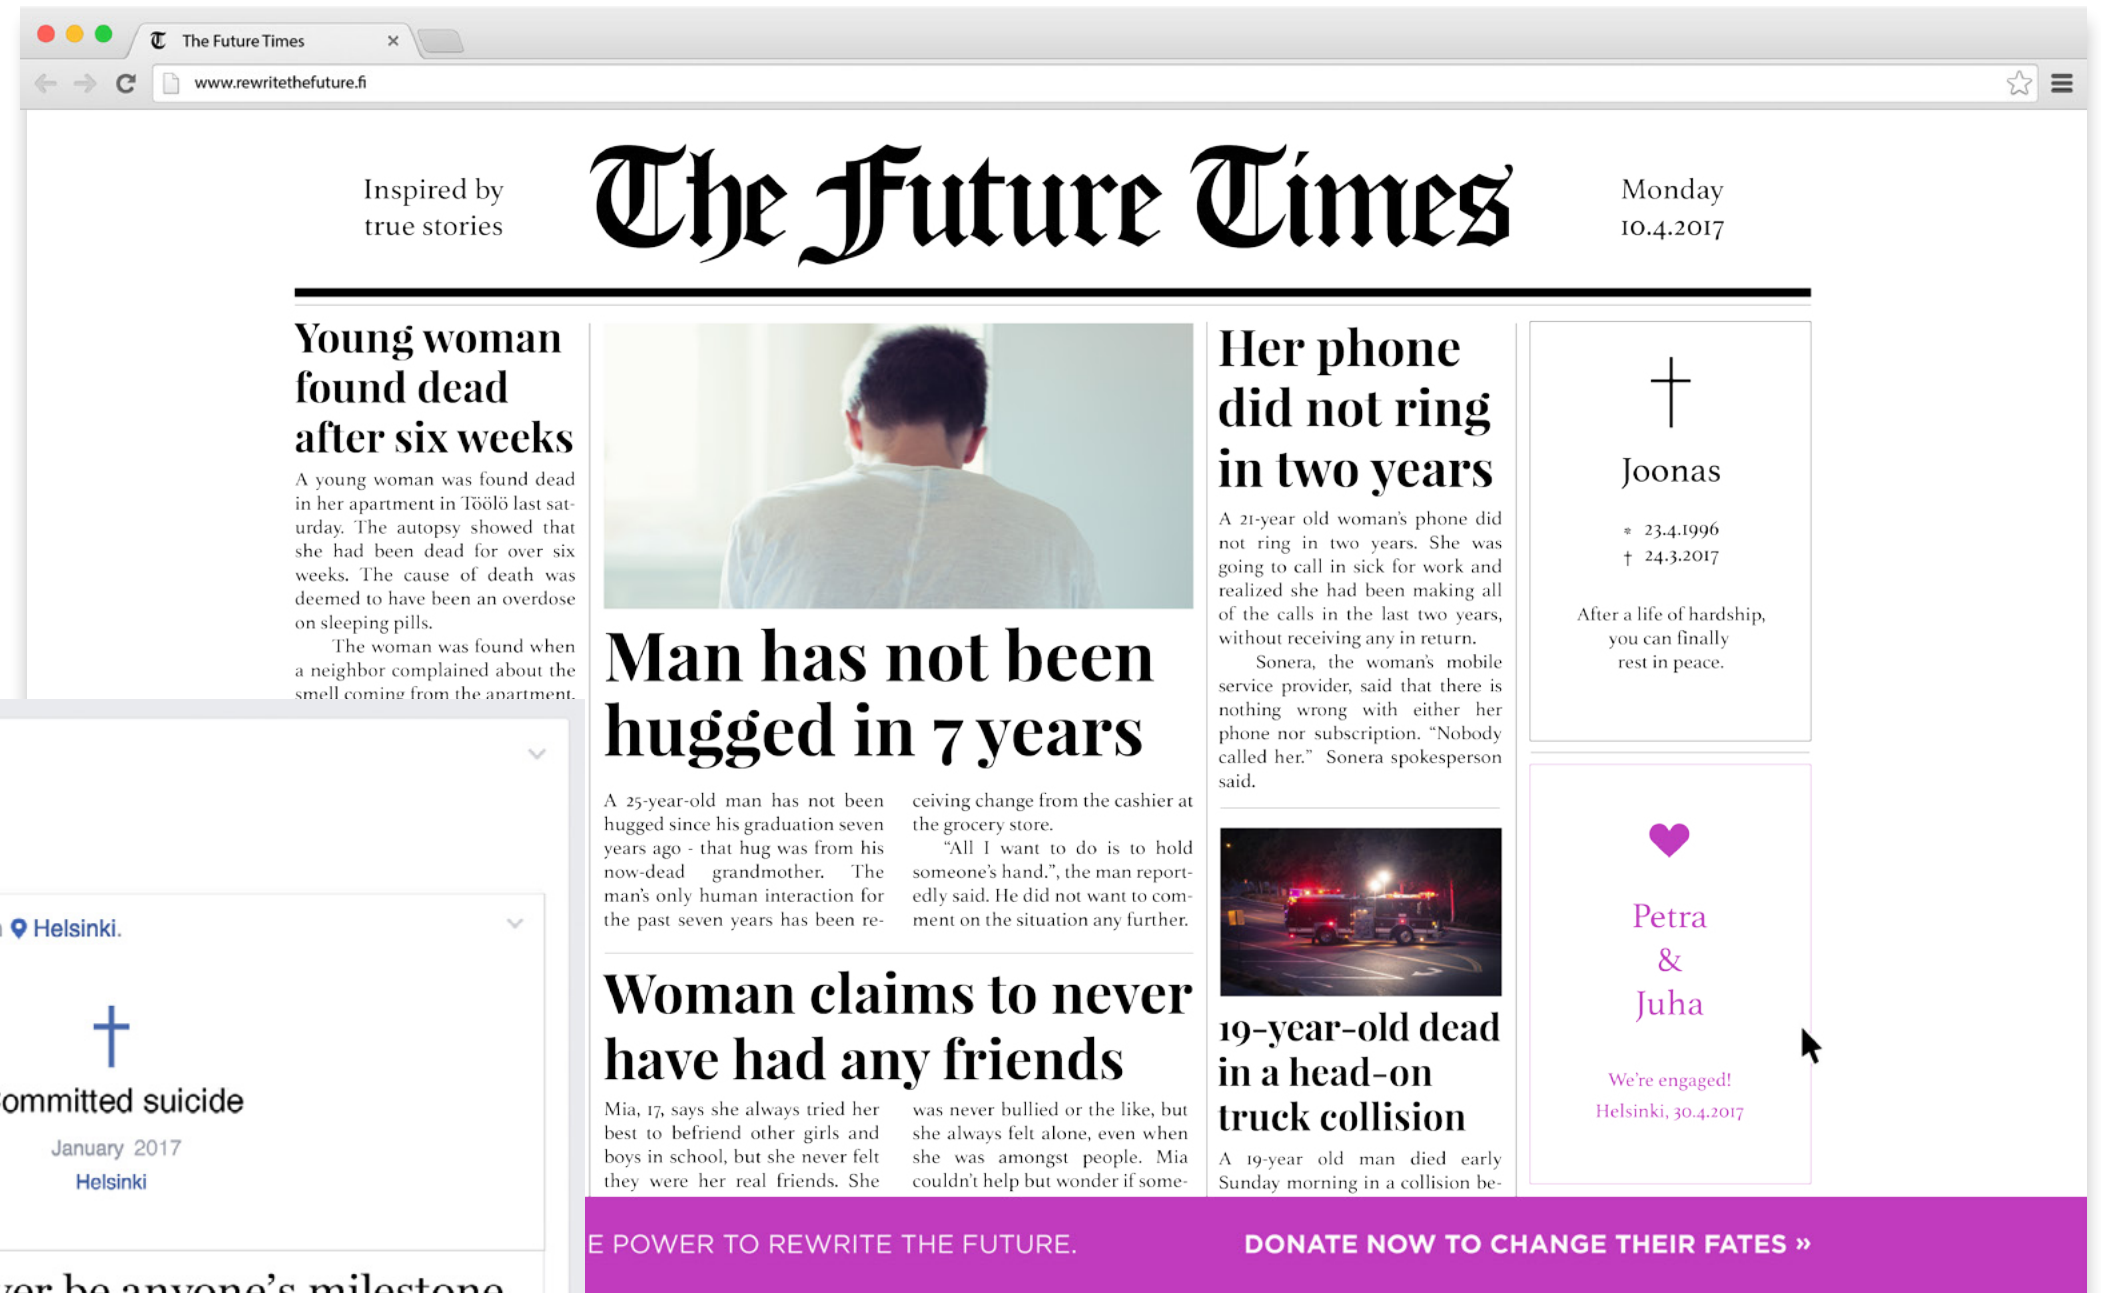 The Future Times
www.rewritethefuture.fi
Inspired by
true stories
The Future Times
Monday
10.4.2017
Young woman
found dead
after six weeks
A young woman was found dead
in her apartment in Töölö last sat-
urday. The autopsy showed that
she had been dead for over six
weeks. The cause of death was
deemed to have been an overdose
on sleeping pills.
The woman was found when
a neighbor complained about the
smell coming from the apartment.
Man has not been
hugged in 7 years
A 25-year-old man has not been
hugged since his graduation seven
years ago - that hug was from his
now-dead grandmother. The
man's only human interaction for
the past seven years has been re-
ceiving change from the cashier at
the grocery store.
“All I want to do is to hold
someone's hand.”, the man report-
edly said. He did not want to com-
ment on the situation any further.
Woman claims to never
have had any friends
Mia, 17, says she always tried her
best to befriend other girls and
boys in school, but she never felt
they were her real friends. She
was never bullied or the like, but
she always felt alone, even when
she was amongst people. Mia
couldn't help but wonder if some-
Her phone
did not ring
in two years
A 21-year old woman's phone did
not ring in two years. She was
going to call in sick for work and
realized she had been making all
of the calls in the last two years,
without receiving any in return.
Sonera, the woman's mobile
service provider, said that there is
nothing wrong with either her
phone nor subscription. “Nobody
called her.” Sonera spokesperson
said.
19-year-old dead
in a head-on
truck collision
A 19-year old man died early
Sunday morning in a collision be-
Joonas
* 23.4.1996
† 24.3.2017
After a life of hardship,
you can finally
rest in peace.
Petra
&
Juha
We're engaged!
Helsinki, 30.4.2017
Helsinki.
ommitted suicide
January 2017
Helsinki
ver be anyone's milestone
E POWER TO REWRITE THE FUTURE.
DONATE NOW TO CHANGE THEIR FATES »